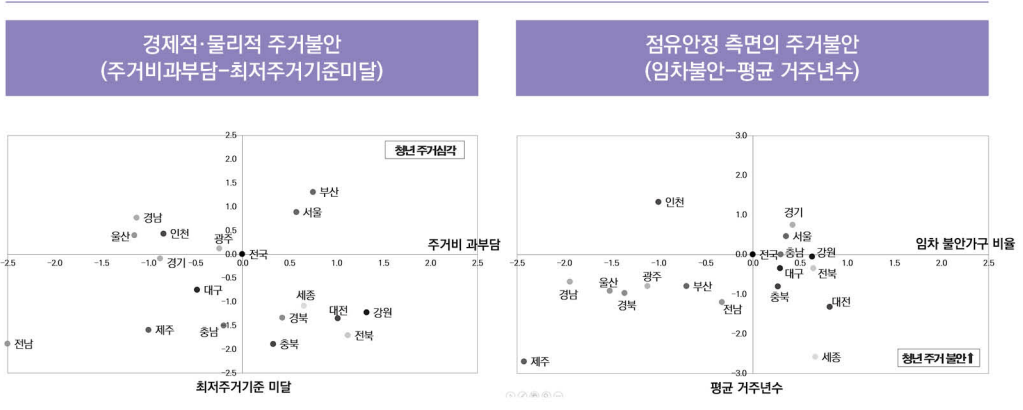 경제적·물리적 주거불안
(주거비과부담-최저주거기준미달)
점유안정 측면의 주거불안
(임차불안-평균 거주년수)
2.5
청년 주거심각
2.0
1.5
부산
1.0
서울
경남
0.5
울산
인천
광주
주거비 과부담
0.0
전국
-2.5
-2.0
-1.5
-1.0
-0.5
0.0
0.5
1.0
1.5
2.0
2.5
경기
-0.5
대구
-1.0
세종
경북
대전
강원
제주
충남
-1.5
전북
전남
충북
-2.0
-2.5
최저주거기준 미달
3.0
2.0
인천
경기
1.0
서울
임차 불안가구 비율
전국
충남
강원
0.0
-2.5
-2.0
-1.5
-1.0
-0.5
0.0
0.5
1.0
1.5
2.0
2.5
대구
전북
경남
울산
광주
부산
충북
경북
-1.0
전남
대전
-2.0
제주
세종
청년 주거 불안↑
-3.0
평균 거주년수